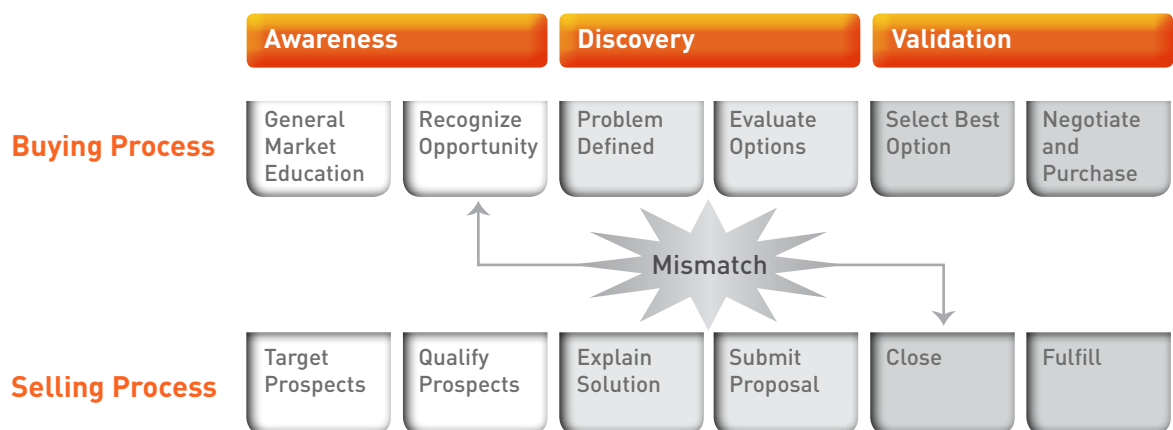 Awareness
Discovery
Validation
Buying Process
General
Market
Education
Recognize
Opportunity
Problem
Defined
Evaluate
Options
Select Best
Option
Negotiate
and
Purchase
Mismatch
Selling Process
Target
Prospects
Qualify
Prospects
Explain
Solution
Submit
Proposal
Close
Fulfill